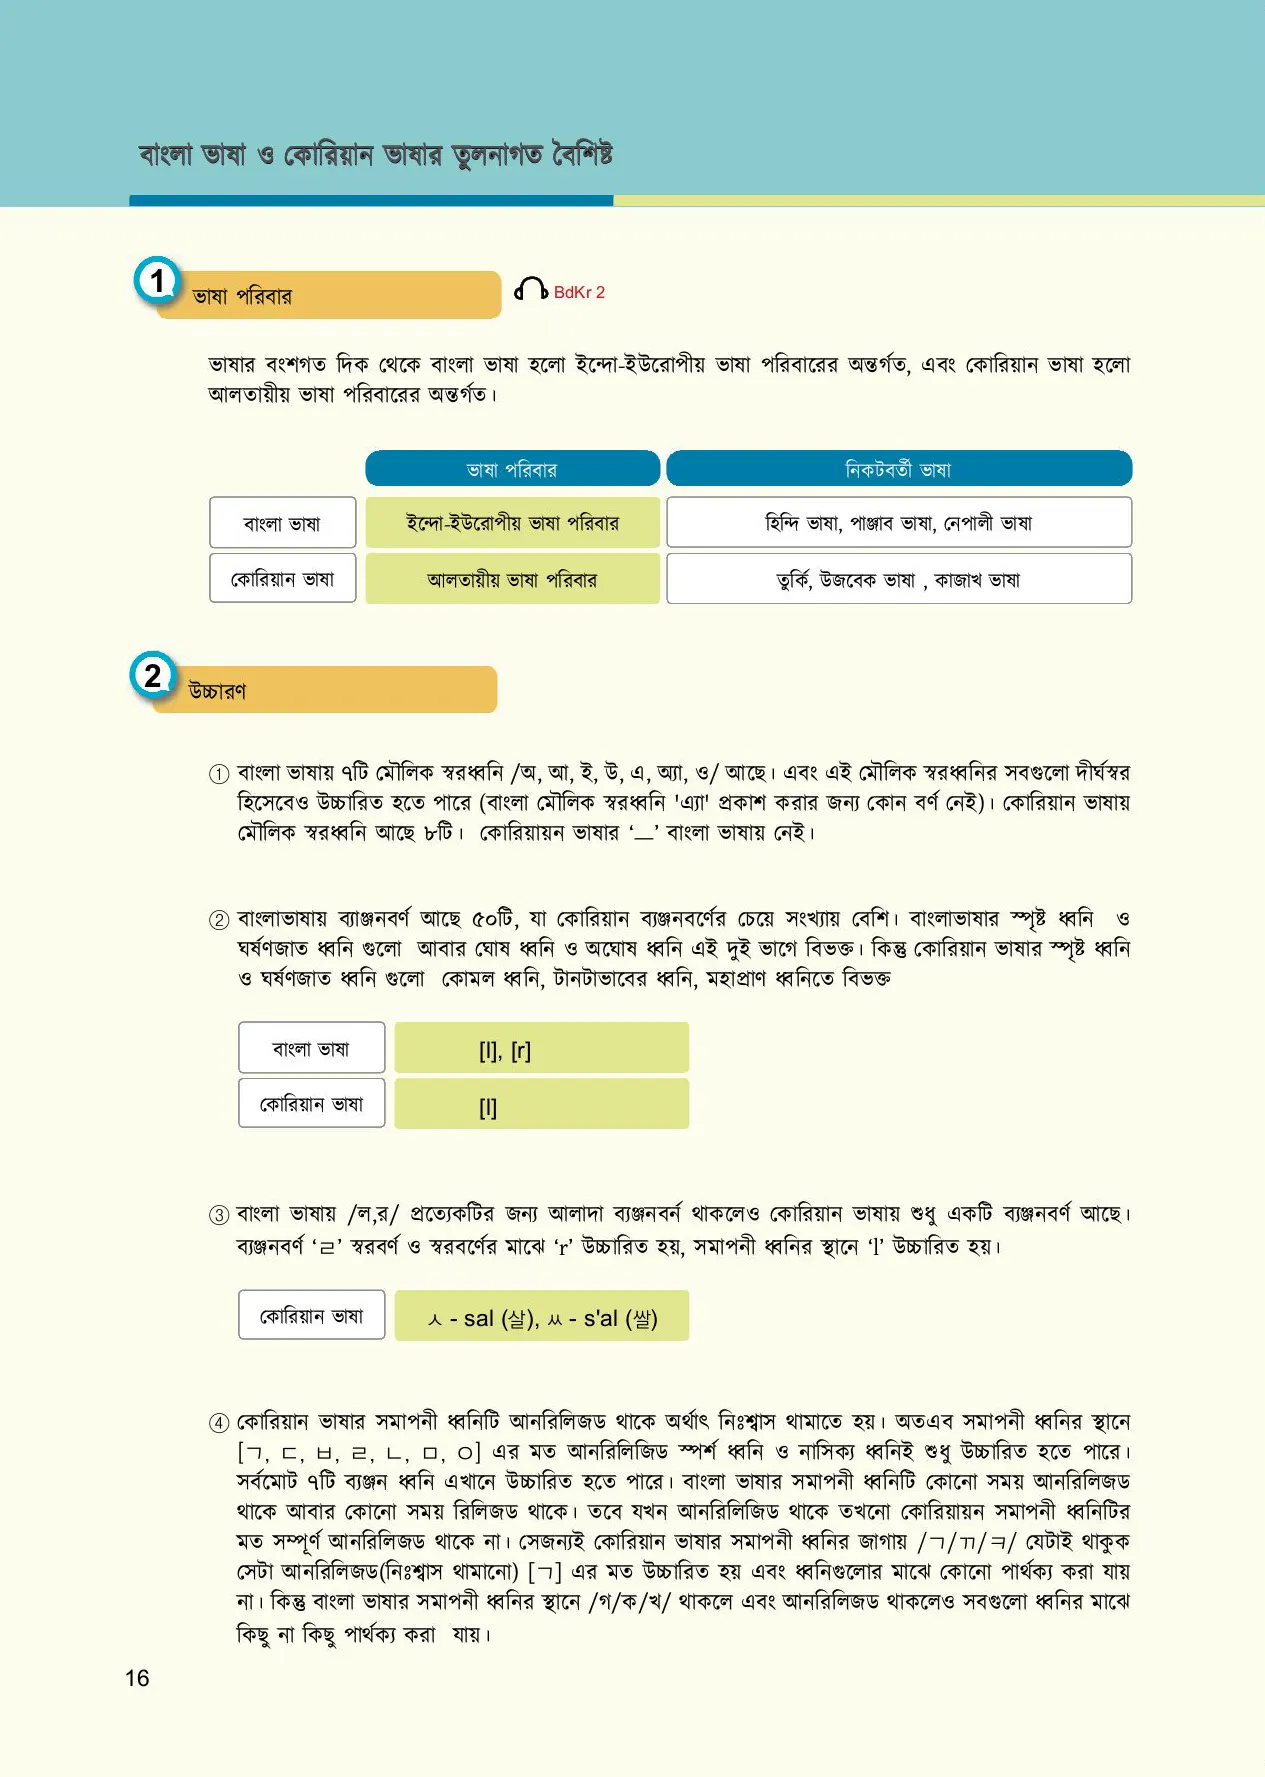 বাংলা ভাষা ও কোরিয়ান ভাষার তুলনাগত বৈশিষ্ট
1
ভাষা পরিবার
BdKr 2
ভাষার বংশগত দিক থেকে বাংলা ভাষা হলো ইন্দো-ইউরোপীয় ভাষা পরিবারের অন্তর্গত, এবং কোরিয়ান ভাষা হলো
আলতায়ীয় ভাষা পরিবারের অন্তর্গত।
ভাষা পরিবার নিকটবর্তী ভাষা
বাংলা ভাষা ইন্দো-ইউরোপীয় ভাষা পরিবার হিন্দি ভাষা, পাঞ্জাব ভাষা, নেপালী ভাষা
কোরিয়ান ভাষা আলতায়ীয় ভাষা পরিবার তুর্কি, উজবেক ভাষা , কাজাখ ভাষা
2
উচ্চারণ
① বাংলা ভাষায় ৭টি মৌলিক স্বরধ্বনি /অ, আ, ই, উ, এ, অ্যা, ও/ আছে। এবং এই মৌলিক স্বরধ্বনির সবগুলো দীর্ঘস্বর
হিসেবেও উচ্চারিত হতে পারে (বাংলা মৌলিক স্বরধ্বনি 'এ্যা' প্রকাশ করার জন্য কোন বর্ণ নেই)। কোরিয়ান ভাষায়
মৌলিক স্বরধ্বনি আছে ৮টি। কোরিয়ায়ন ভাষার ‘ㅡ’ বাংলা ভাষায় নেই।
② বাংলাভাষায় ব্যাঞ্জনবর্ণ আছে ৫০টি, যা কোরিয়ান ব্যঞ্জনবর্ণের চেয়ে সংখ্যায় বেশি। বাংলাভাষার স্পৃষ্ট ধ্বনি ও
ঘর্ষণজাত ধ্বনি গুলো আবার ঘোষ ধ্বনি ও অঘোষ ধ্বনি এই দুই ভাগে বিভক্ত। কিন্তু কোরিয়ান ভাষার স্পৃষ্ট ধ্বনি
ও ঘর্ষণজাত ধ্বনি গুলো কোমল ধ্বনি, টানটাভাবের ধ্বনি, মহাপ্রাণ ধ্বনিতে বিভক্ত
বাংলা ভাষা [l], [r]
কোরিয়ান ভাষা [l]
③ বাংলা ভাষায় /ল,র/ প্রত্যেকটির জন্য আলাদা ব্যঞ্জনবর্ন থাকলেও কোরিয়ান ভাষায় শুধু একটি ব্যঞ্জনবর্ণ আছে।
ব্যঞ্জনবর্ণ ‘ㄹ’ স্বরবর্ণ ও স্বরবর্ণের মাঝে ‘r’ উচ্চারিত হয়, সমাপনী ধ্বনির স্থানে ‘l’ উচ্চারিত হয়।
কোরিয়ান ভাষা ㅅ - sal (살), ㅆ - s'al (쌀)
④ কোরিয়ান ভাষার সমাপনী ধ্বনিটি আনরিলিজড থাকে অর্থাৎ নিঃশ্বাস থামাতে হয়। অতএব সমাপনী ধ্বনির স্থানে
[ㄱ, ㄷ, ㅂ, ㄹ, ㄴ, ㅁ, ㅇ] এর মত আনরিলিজিড স্পর্শ ধ্বনি ও নাসিক্য ধ্বনিই শুধু উচ্চারিত হতে পারে।
সর্বমোট ৭টি ব্যঞ্জন ধ্বনি এখানে উচ্চারিত হতে পারে। বাংলা ভাষার সমাপনী ধ্বনিটি কোনো সময় আনরিলিজড
থাকে আবার কোনো সময় রিলিজড থাকে। তবে যখন আনরিলিজিড থাকে তখনো কোরিয়ায়ন সমাপনী ধ্বনিটির
মত সম্পূর্ণ আনরিলিজড থাকে না। সেজন্যই কোরিয়ান ভাষার সমাপনী ধ্বনির জাগায় /ㄱ/ㄲ/ㅋ/ যেটাই থাকুক
সেটা আনরিলিজড(নিঃশ্বাস থামানো) [ㄱ] এর মত উচ্চারিত হয় এবং ধ্বনিগুলোর মাঝে কোনো পার্থক্য করা যায়
না। কিন্তু বাংলা ভাষার সমাপনী ধ্বনির স্থানে /গ/ক/খ/ থাকলে এবং আনরিলিজড থাকলেও সবগুলো ধ্বনির মাঝে
কিছু না কিছু পার্থক্য করা যায়।
16